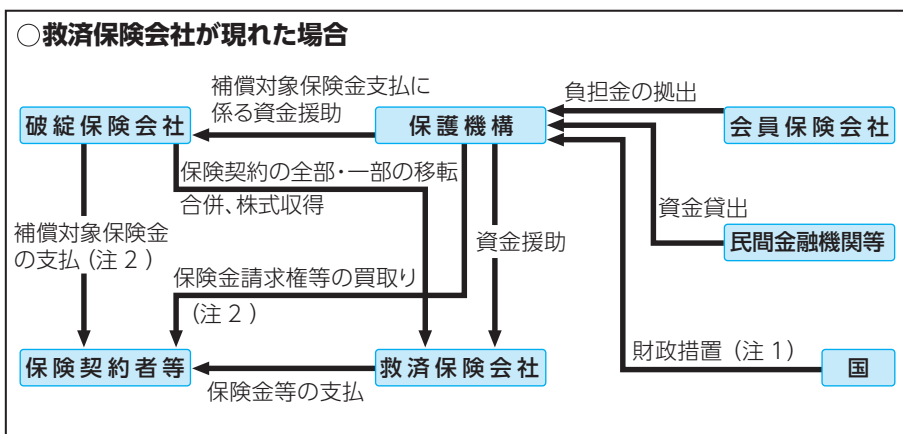 ○救済保険会社が現れた場合
補償対象保険金支払に
係る資金援助
負担金の拠出
破綻保険会社
保護機構
会員保険会社
保険契約の全部・一部の移転
合併、株式取得
資金貸出
補償対象保険金
の支払（注２）
資金援助
民間金融機関等
保険金請求権等の買取り
（注２）
財政措置（注１）
保険契約者等
救済保険会社
国
保険金等の支払